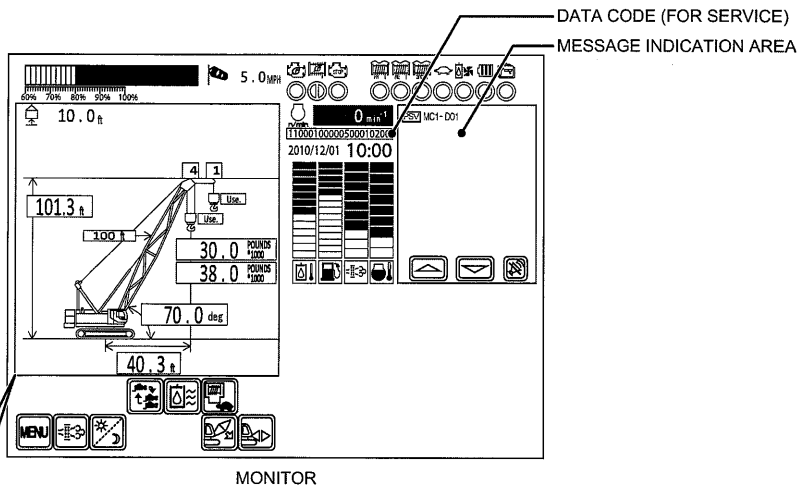 DATA CODE (FOR SERVICE)
MESSAGE INDICATION AREA
5.0MPH
60% 70% 80% 90% 100%
10.0ft
n/min
0 min-1
PSV MC1-D01
2010/12/01 10:00
4 1
Use.
101.3 ft
Use.
100 ft
30.0 POUNDS *1000
38.0 POUNDS *1000
70.0 deg
40.3 ft
MENU
MONITOR